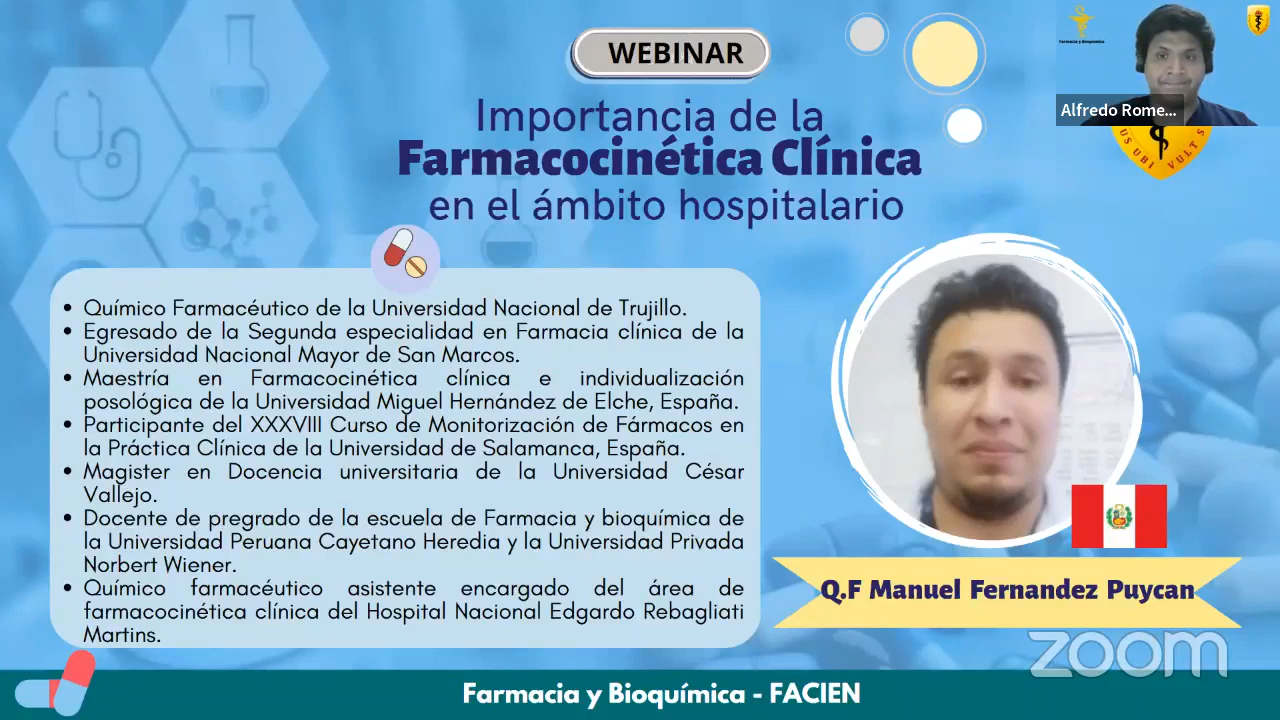 WEBINAR
Importancia de la
Farmacocinética Clínica
en el ámbito hospitalario
Farmacia y Bioquímica
Alfredo Rome...
US UBI VULT S
• Químico Farmacéutico de la Universidad Nacional de Trujillo.
• Egresado de la Segunda especialidad en Farmacia clínica de la
Universidad Nacional Mayor de San Marcos.
• Maestría en Farmacocinética clínica e individualización
posológica de la Universidad Miguel Hernández de Elche, España.
• Participante del XXXVIII Curso de Monitorización de Fármacos en
la Práctica Clínica de la Universidad de Salamanca, España.
• Magister en Docencia universitaria de la Universidad César
Vallejo.
• Docente de pregrado de la escuela de Farmacia y bioquímica de
la Universidad Peruana Cayetano Heredia y la Universidad Privada
Norbert Wiener.
• Químico farmacéutico asistente encargado del área de
farmacocinética clínica del Hospital Nacional Edgardo Rebagliati
Martins.
Q.F Manuel Fernandez Puycan
zoom
Farmacia y Bioquímica - FACIEN